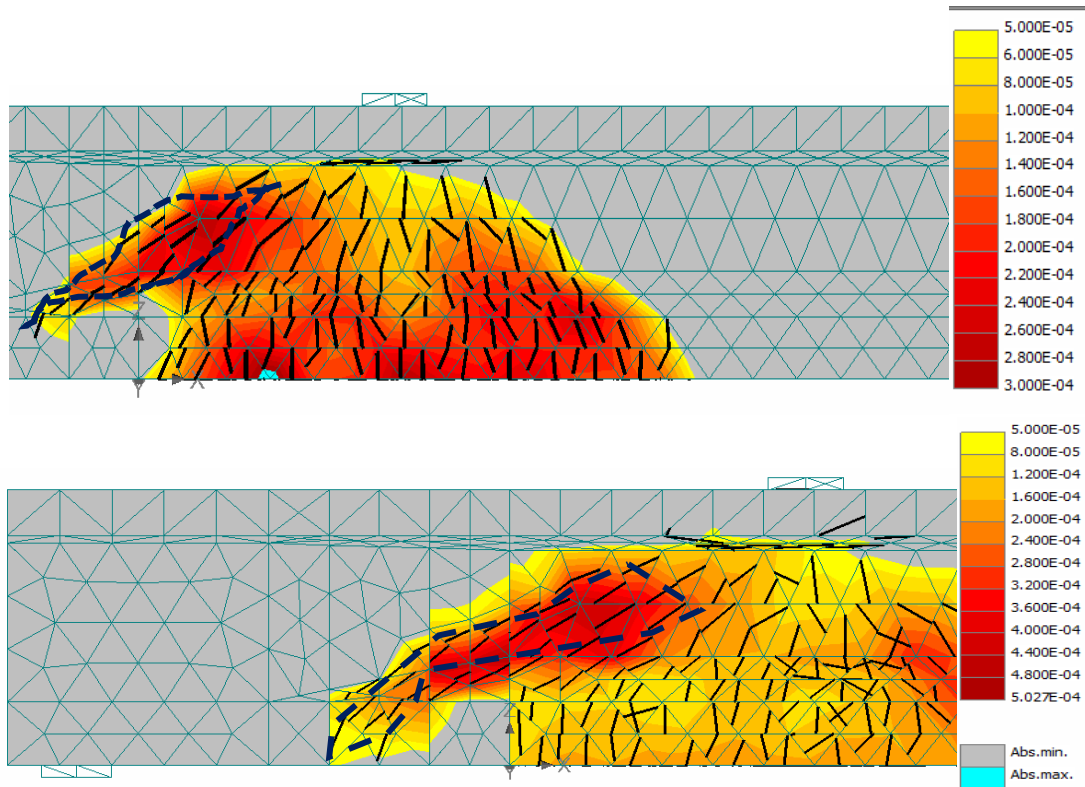 5.000E-05
6.000E-05
8.000E-05
1.000E-04
1.200E-04
1.400E-04
1.600E-04
1.800E-04
2.000E-04
2.200E-04
2.400E-04
2.600E-04
2.800E-04
3.000E-04
Z
X
Y
5.000E-05
8.000E-05
1.200E-04
1.600E-04
2.000E-04
2.400E-04
3.200E-04
3.600E-04
4.000E-04
4.400E-04
4.800E-04
5.027E-04
Z
X
Y
Abs.min.
Abs.max.